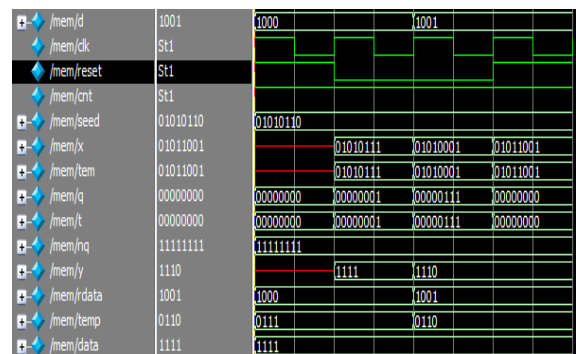 /mem/d 1001 1000 1001
/mem/clk St1
/mem/reset St1
/mem/cnt St1
/mem/seed 01010110 01010110
/mem/x 01011001 01010111 01010001 01011001
/mem/tem 01011001 01010111 01010001 01011001
/mem/q 00000000 00000000 00000001 00000111 00000000
/mem/t 00000000 00000000 00000001 00000111 00000000
/mem/nq 11111111 11111111
/mem/y 1110 1111 1110
/mem/rdata 1001 1000 1001
/mem/temp 0110 0111 0110
/mem/data 1111 1111